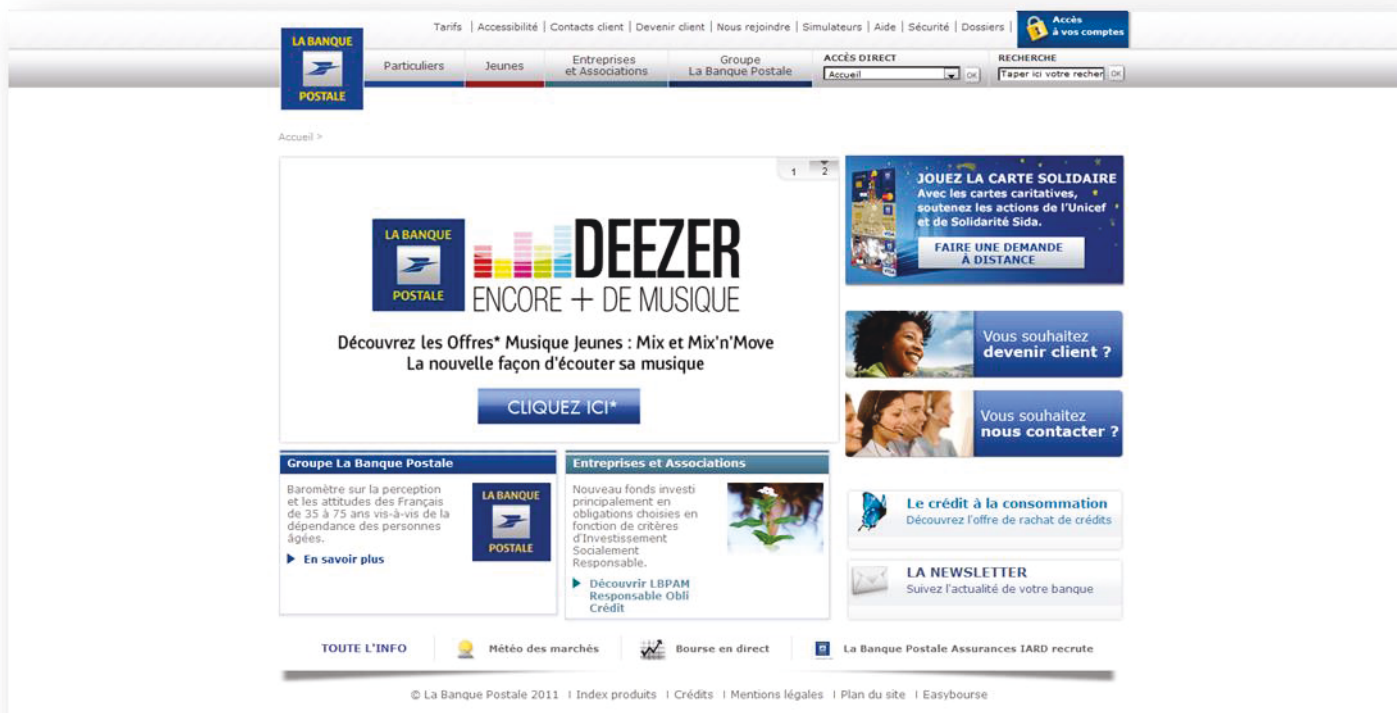 Tarifs | Accessibilité | Contacts client | Devenir client | Nous rejoindre | Simulateurs | Aide | Sécurité | Dossiers |
Accès
à vos comptes
LA BANQUE
POSTALE
Particuliers
Jeunes
Entreprises
et Associations
Groupe
La Banque Postale
ACCÈS DIRECT
Accueil
OK
RECHERCHE
Taper ici votre recher
OK
Accueil >
1 2
LA BANQUE
POSTALE
DEEZER
ENCORE + DE MUSIQUE
Découvrez les Offres* Musique Jeunes : Mix et Mix'n'Move
La nouvelle façon d'écouter sa musique
CLIQUEZ ICI*
JOUEZ LA CARTE SOLIDAIRE
Avec les cartes caritatives,
soutenez les actions de l'Unicef
et de Solidarité Sida.
FAIRE UNE DEMANDE
À DISTANCE
Vous souhaitez
devenir client ?
Vous souhaitez
nous contacter ?
Groupe La Banque Postale
Baromètre sur la perception
et les attitudes des Français
de 35 à 75 ans vis-à-vis de la
dépendance des personnes
âgées.
En savoir plus
LA BANQUE
POSTALE
Entreprises et Associations
Nouveau fonds investi
principalement en
obligations choisies en
fonction de critères
d'Investissement
Socialement
Responsable.
Découvrir LBPAM
Responsable Obli
Crédit
Le crédit à la consommation
Découvrez l'offre de rachat de crédits
LA NEWSLETTER
Suivez l'actualité de votre banque
TOUTE L'INFO
Météo des marchés
Bourse en direct
La Banque Postale Assurances IARD recrute
© La Banque Postale 2011 | Index produits | Crédits | Mentions légales | Plan du site | Easybourse